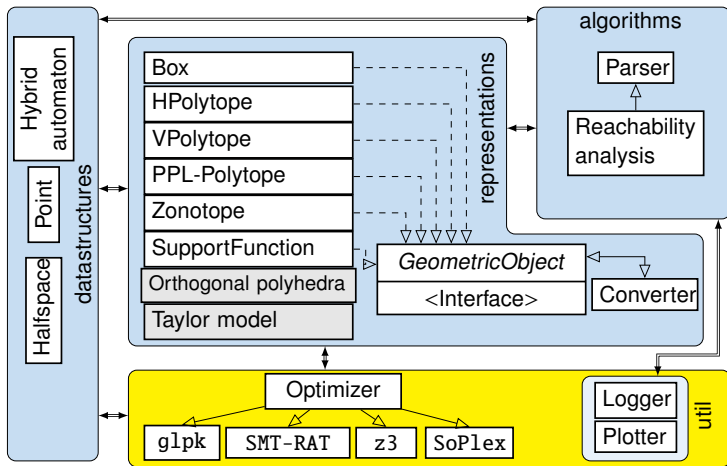 Hybrid
automaton
Point
Halfspace
datastructures
Box
HPolytope
VPolytope
PPL-Polytope
Zonotope
SupportFunction
Orthogonal polyhedra
Taylor model
representations
GeometricObject
<Interface>
Converter
algorithms
Parser
Reachability
analysis
Optimizer
glpk
SMT-RAT
z3
SoPlex
Logger
Plotter
util